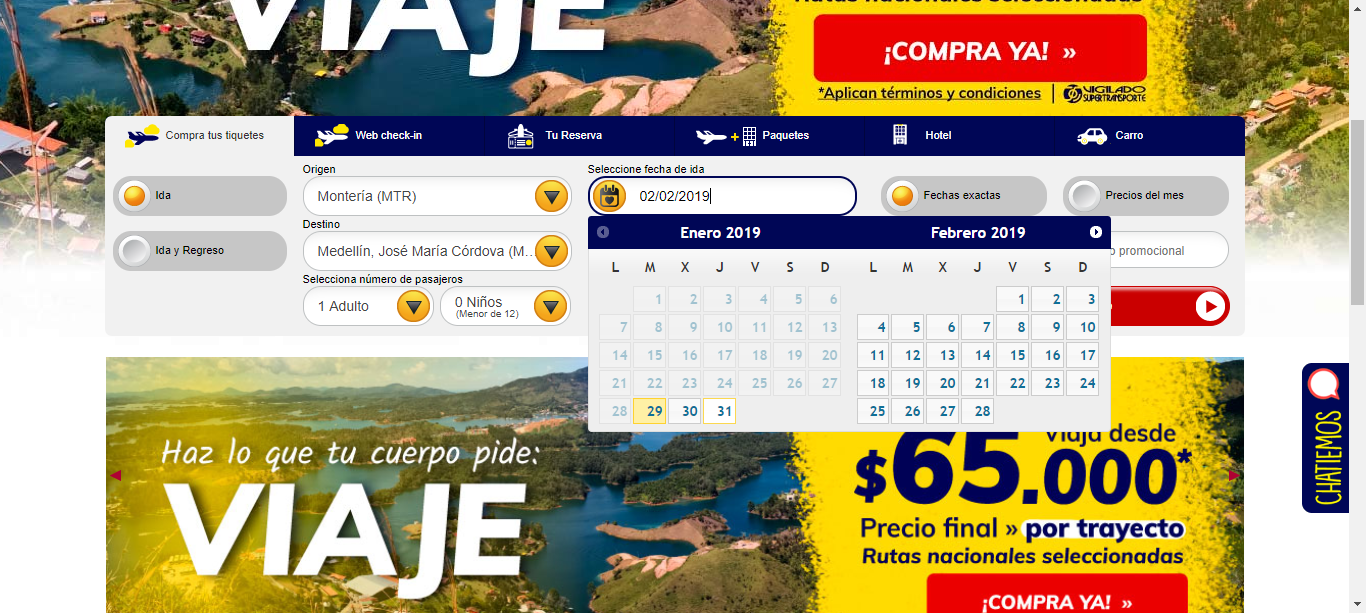 VIAJE
Rutas nacionales seleccionadas
¡COMPRA YA! »
*Aplican términos y condiciones | VIGILADO
SUPERTRANSPORTE
Compra tus tiquetes
Web check-in
Tu Reserva
Paquetes
Hotel
Carro
Ida
Ida y Regreso
Origen
Montería (MTR)
Destino
Medellín, José María Córdova (M...
Selecciona número de pasajeros
1 Adulto
0 Niños
(Menor de 12)
Seleccione fecha de ida
02/02/2019
Fechas exactas
Precios del mes
promocional
Enero 2019
L M X J V S D
1 2 3 4 5 6
7 8 9 10 11 12 13
14 15 16 17 18 19 20
21 22 23 24 25 26 27
28 29 30 31
Febrero 2019
L M X J V S D
1 2 3
4 5 6 7 8 9 10
11 12 13 14 15 16 17
18 19 20 21 22 23 24
25 26 27 28
Haz lo que tu cuerpo pide:
VIAJE
Viaja desde
$65.000*
Precio final » por trayecto
Rutas nacionales seleccionadas
¡COMPRA YA! »
CHATIEMOS